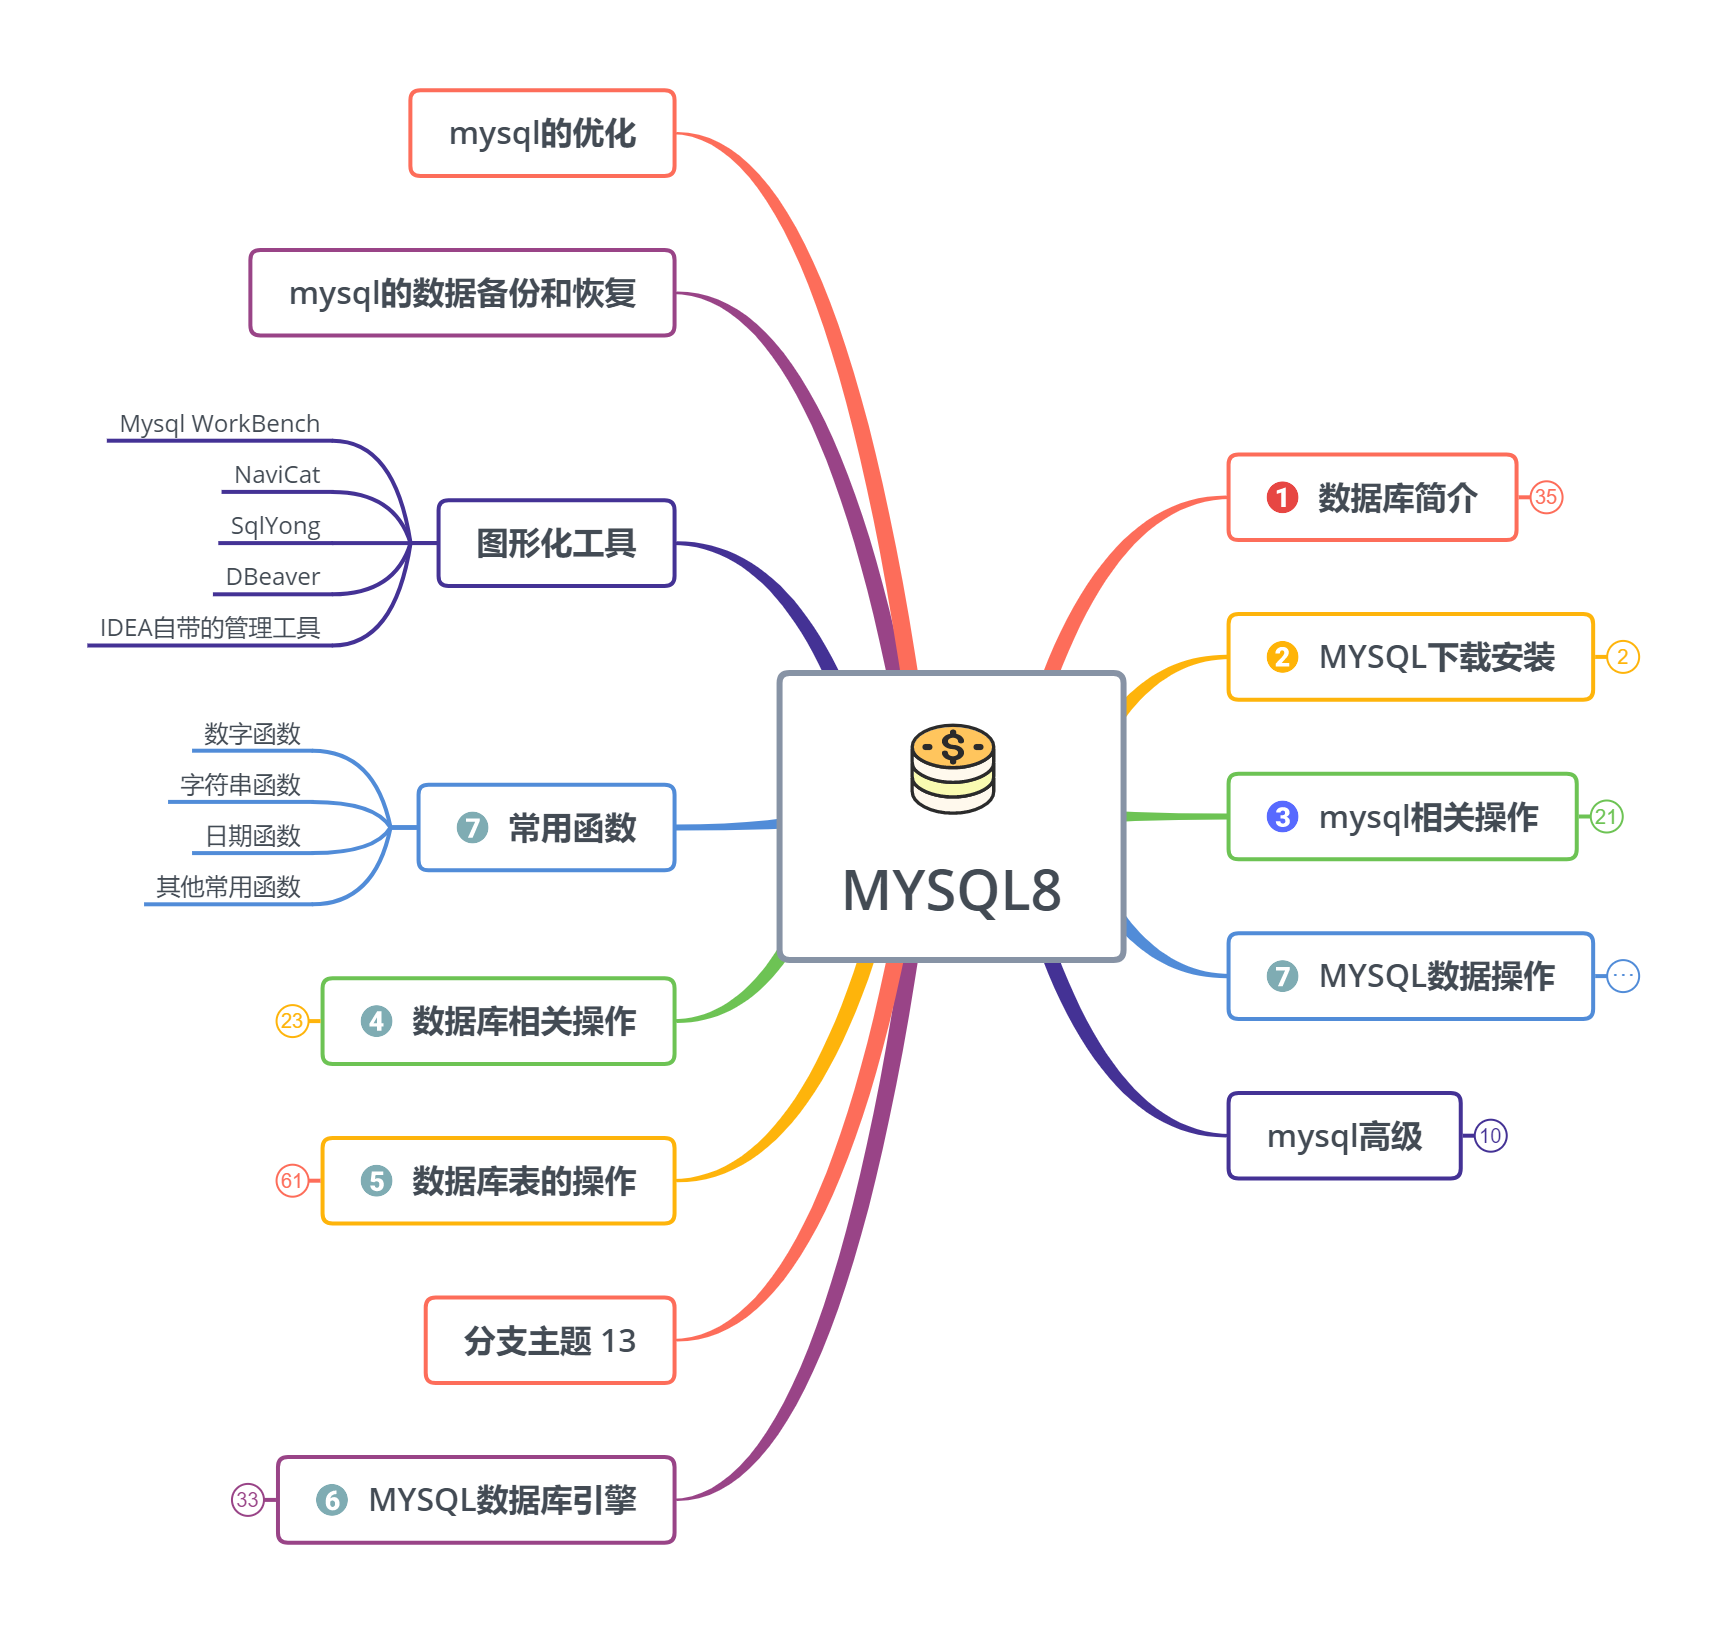 mysql的优化
mysql的数据备份和恢复
Mysql WorkBench
NaviCat
SqlYong
DBeaver
IDEA自带的管理工具
图形化工具
数字函数
字符串函数
日期函数
其他常用函数
7 常用函数
23
4 数据库相关操作
61
5 数据库表的操作
分支主题 13
33
6 MYSQL数据库引擎
$
MYSQL8
1 数据库简介
35
2 MYSQL下载安装
2
3 mysql相关操作
21
7 MYSQL数据操作
...
mysql高级
10